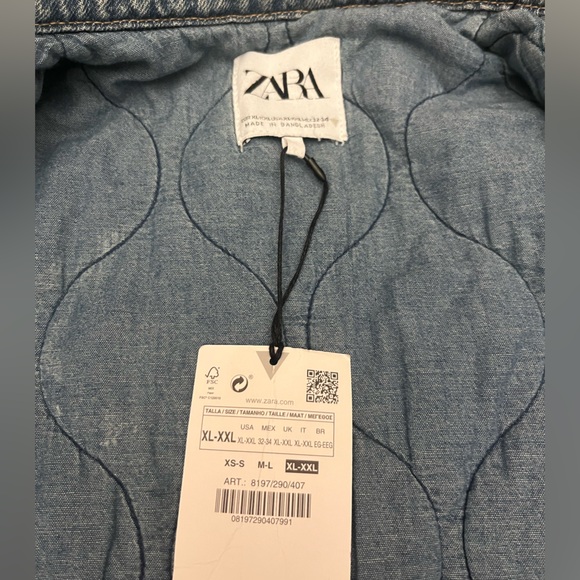 ZARA
MADE IN BANGLADESH
FSC
www.zara.com
TALLA / SIZE / TAMANHO / TAILLE / MAAT / ΜΕΓΕΘΟΣ
XL-XXL
USA MEX UK IT BR
XL-XXL 32-34 XL-XXL XL-XXL EG-EEG
XS-S M-L XL-XXL
ART.: 8197/290/407
08197290407991